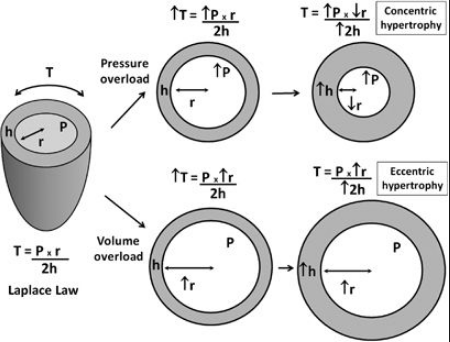 T
h
P
r
T = P x r
2h
Laplace Law
Pressure
overload
↑T = ↑P x r
2h
↑P
h
r
T = ↑P x ↓r
↑2h
Concentric
hypertrophy
↑P
↑h
↓r
Volume
overload
↑T = P x ↑r
2h
P
h
↑r
T = P x ↑r
↑2h
Eccentric
hypertrophy
P
↑h
↑r